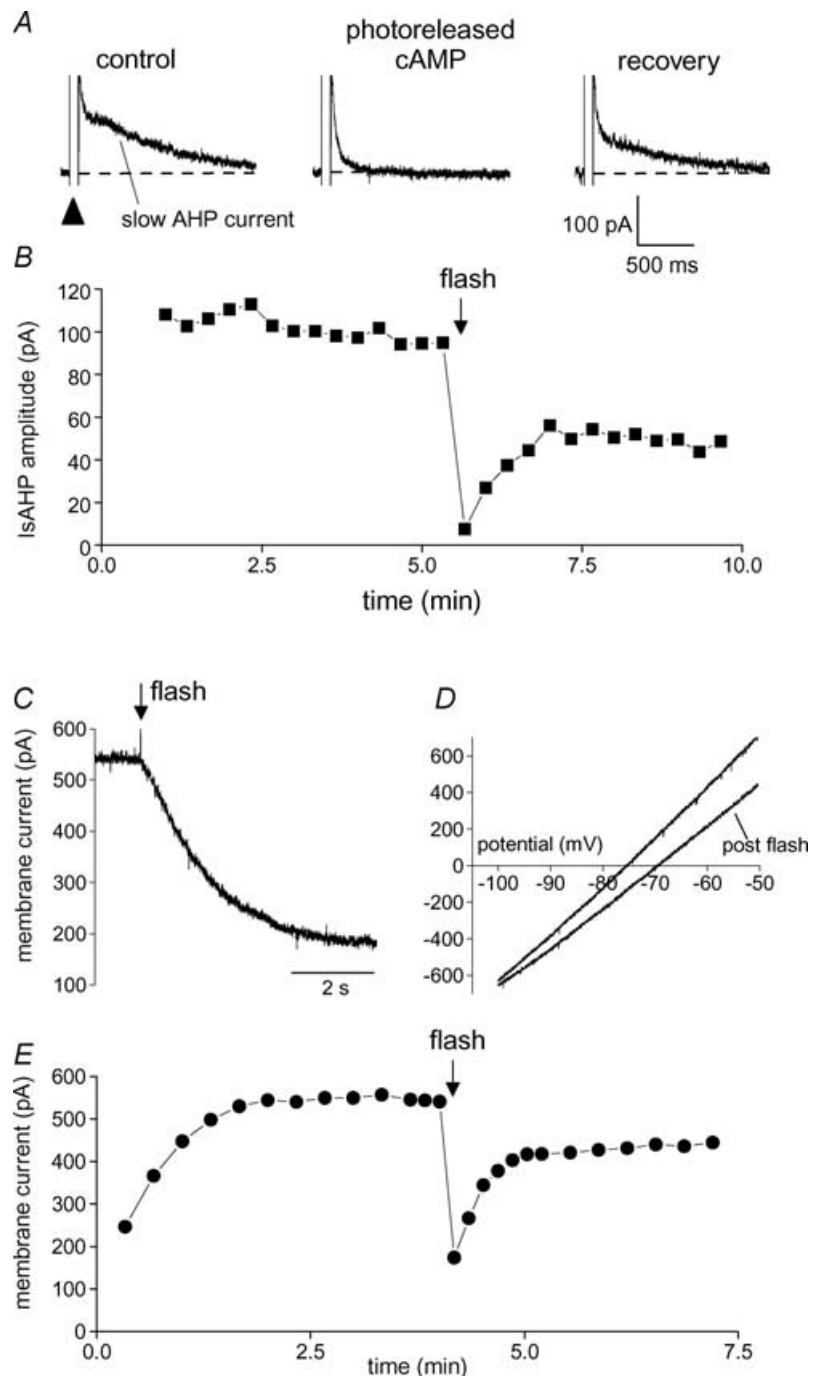 A
control
photoreleased
cAMP
recovery
slow AHP current
100 pA
500 ms
B
flash
IsAHP amplitude (pA)
120
100
80
60
40
20
0
0.0 2.5 5.0 7.5 10.0
time (min)
C
flash
membrane current (pA)
600
500
400
300
200
100
2 s
D
600
400
200
0
-200
-400
-600
potential (mV)
-100 -90 -80 -70 -60 -50
post flash
E
flash
membrane current (pA)
600
500
400
300
200
100
0
0.0 2.5 5.0 7.5
time (min)